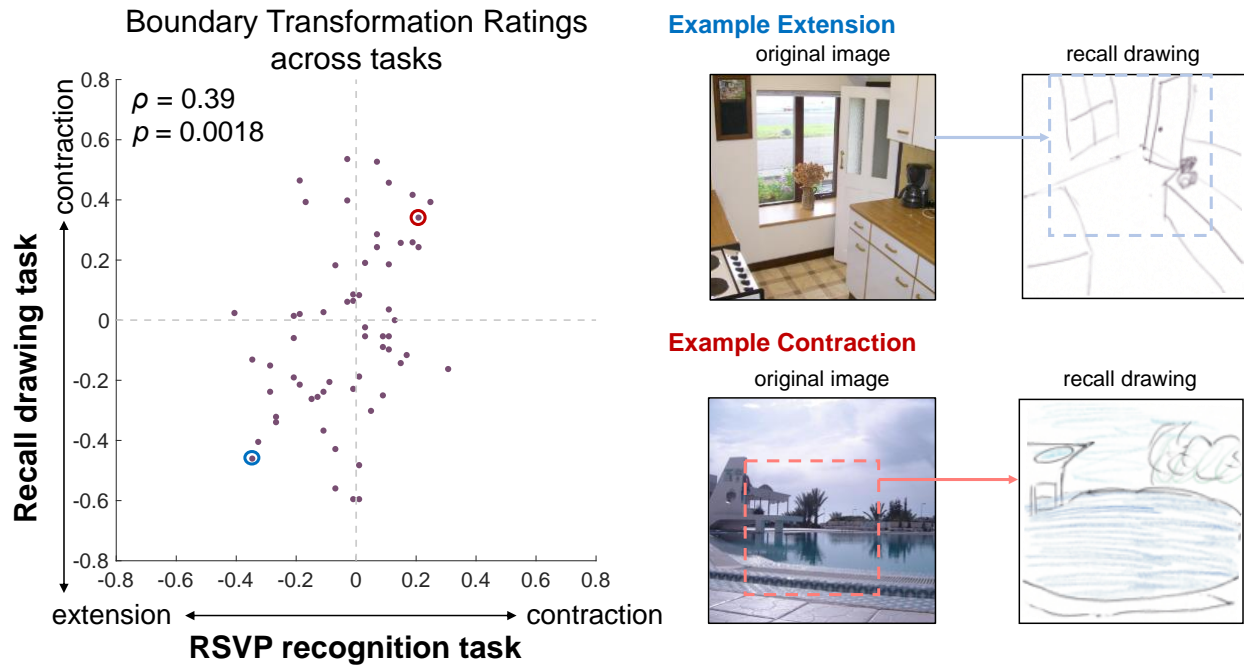 Boundary Transformation Ratings
across tasks
ρ = 0.39
p = 0.0018
contraction
Recall drawing task
0.8
0.6
0.4
0.2
0
-0.2
-0.4
-0.6
-0.8
-0.8 -0.6 -0.4 -0.2 0 0.2 0.4 0.6 0.8
extension contraction
RSVP recognition task
Example Extension
original image recall drawing
Example Contraction
original image recall drawing